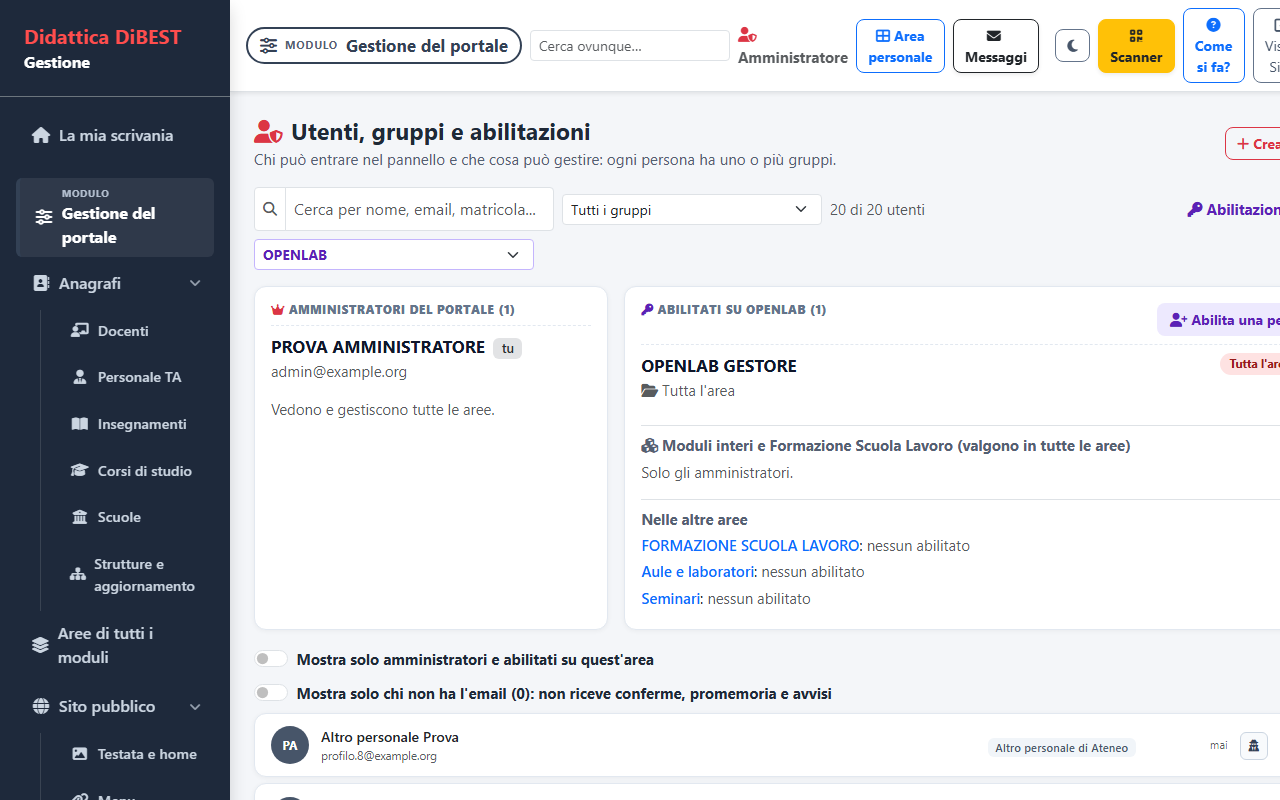 Didattica DiBEST
Gestione
MODULO Gestione del portale
Cerca ovunque...
Amministratore
Area personale
Messaggi
Scanner
Come si fa?
La mia scrivania
MODULO
Gestione del portale
Anagrafi
Docenti
Personale TA
Insegnamenti
Corsi di studio
Scuole
Strutture e aggiornamento
Aree di tutti i moduli
Sito pubblico
Testata e home
Utenti, gruppi e abilitazioni
Chi può entrare nel pannello e che cosa può gestire: ogni persona ha uno o più gruppi.
Cerca per nome, email, matricola...
Tutti i gruppi
20 di 20 utenti
OPENLAB
AMMINISTRATORI DEL PORTALE (1)
PROVA AMMINISTRATORE tu
admin@example.org
Vedono e gestiscono tutte le aree.
ABILITATI SU OPENLAB (1)
Abilita una
OPENLAB GESTORE
Tutta l'area
Moduli interi e Formazione Scuola Lavoro (valgono in tutte le aree)
Solo gli amministratori.
Nelle altre aree
FORMAZIONE SCUOLA LAVORO: nessun abilitato
Aule e laboratori: nessun abilitato
Seminari: nessun abilitato
Mostra solo amministratori e abilitati su quest'area
Mostra solo chi non ha l'email (0): non riceve conferme, promemoria e avvisi
PA
Altro personale Prova
profilo.8@example.org
Altro personale di Ateneo
mai